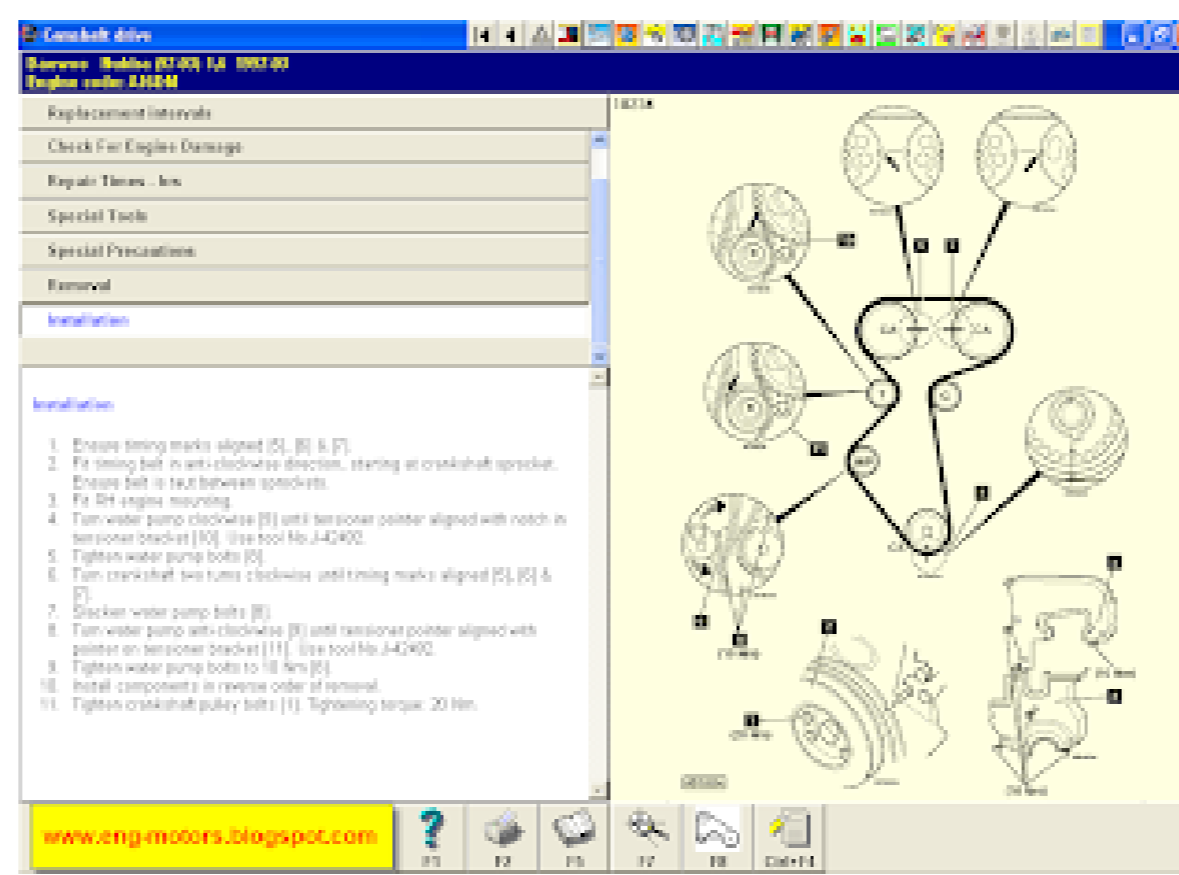 Camshaft drive
Daewoo Nubira (97-03) 1,6 1997-03
Engine code: A16DM
Replacement Intervals
Check For Engine Damage
Repair Times - hrs
Special Tools
Special Precautions
Removal
Installation
Installation
1. Ensure timing marks aligned [5], [6] & [7].
2. Fit timing belt in anti-clockwise direction, starting at crankshaft sprocket.
Ensure belt is taut between sprockets.
3. Fit RH engine mounting.
4. Turn water pump clockwise [9] until tensioner pointer aligned with notch in
tensioner bracket [10]. Use tool No.J-42492.
5. Tighten water pump bolts [8].
6. Turn crankshaft two turns clockwise until timing marks aligned [5], [6] &
[7].
7. Slacken water pump bolts [8].
8. Turn water pump anti-clockwise [9] until tensioner pointer aligned with
pointer on tensioner bracket [11]. Use tool No.J-42492.
9. Tighten water pump bolts to 10 Nm [8].
10. Install components in reverse order of removal.
11. Tighten crankshaft pulley bolts [1]. Tightening torque: 20 Nm.
www.eng-motors.blogspot.com
F1
F2
F5
F7
F8
Ctrl+F4